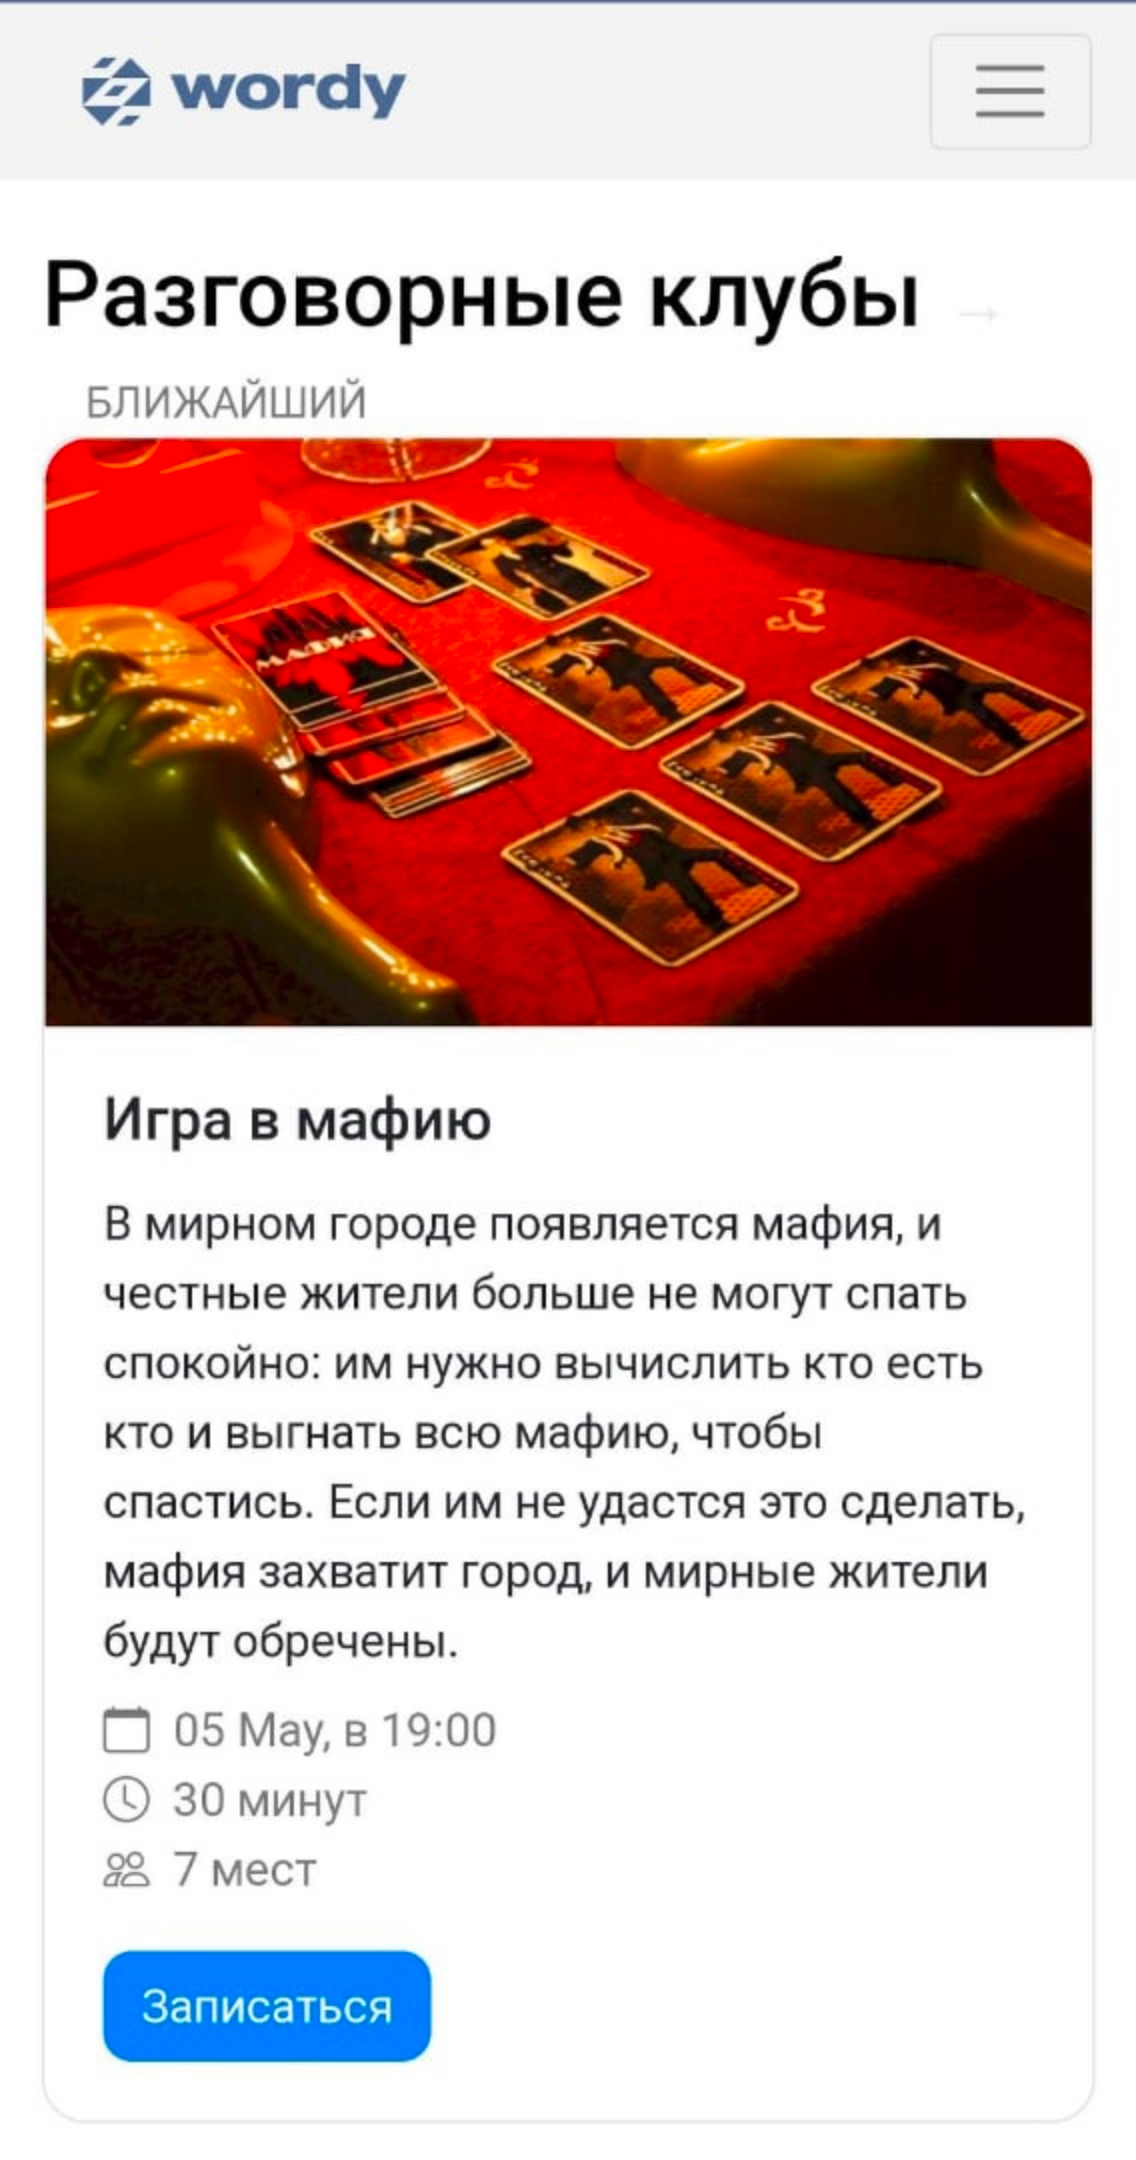 wordy
Разговорные клубы →
БЛИЖАЙШИЙ
МАФИЯ
Игра в мафию
В мирном городе появляется мафия, и
честные жители больше не могут спать
спокойно: им нужно вычислить кто есть
кто и выгнать всю мафию, чтобы
спастись. Если им не удастся это сделать,
мафия захватит город, и мирные жители
будут обречены.
05 May, в 19:00
30 минут
7 мест
Записаться